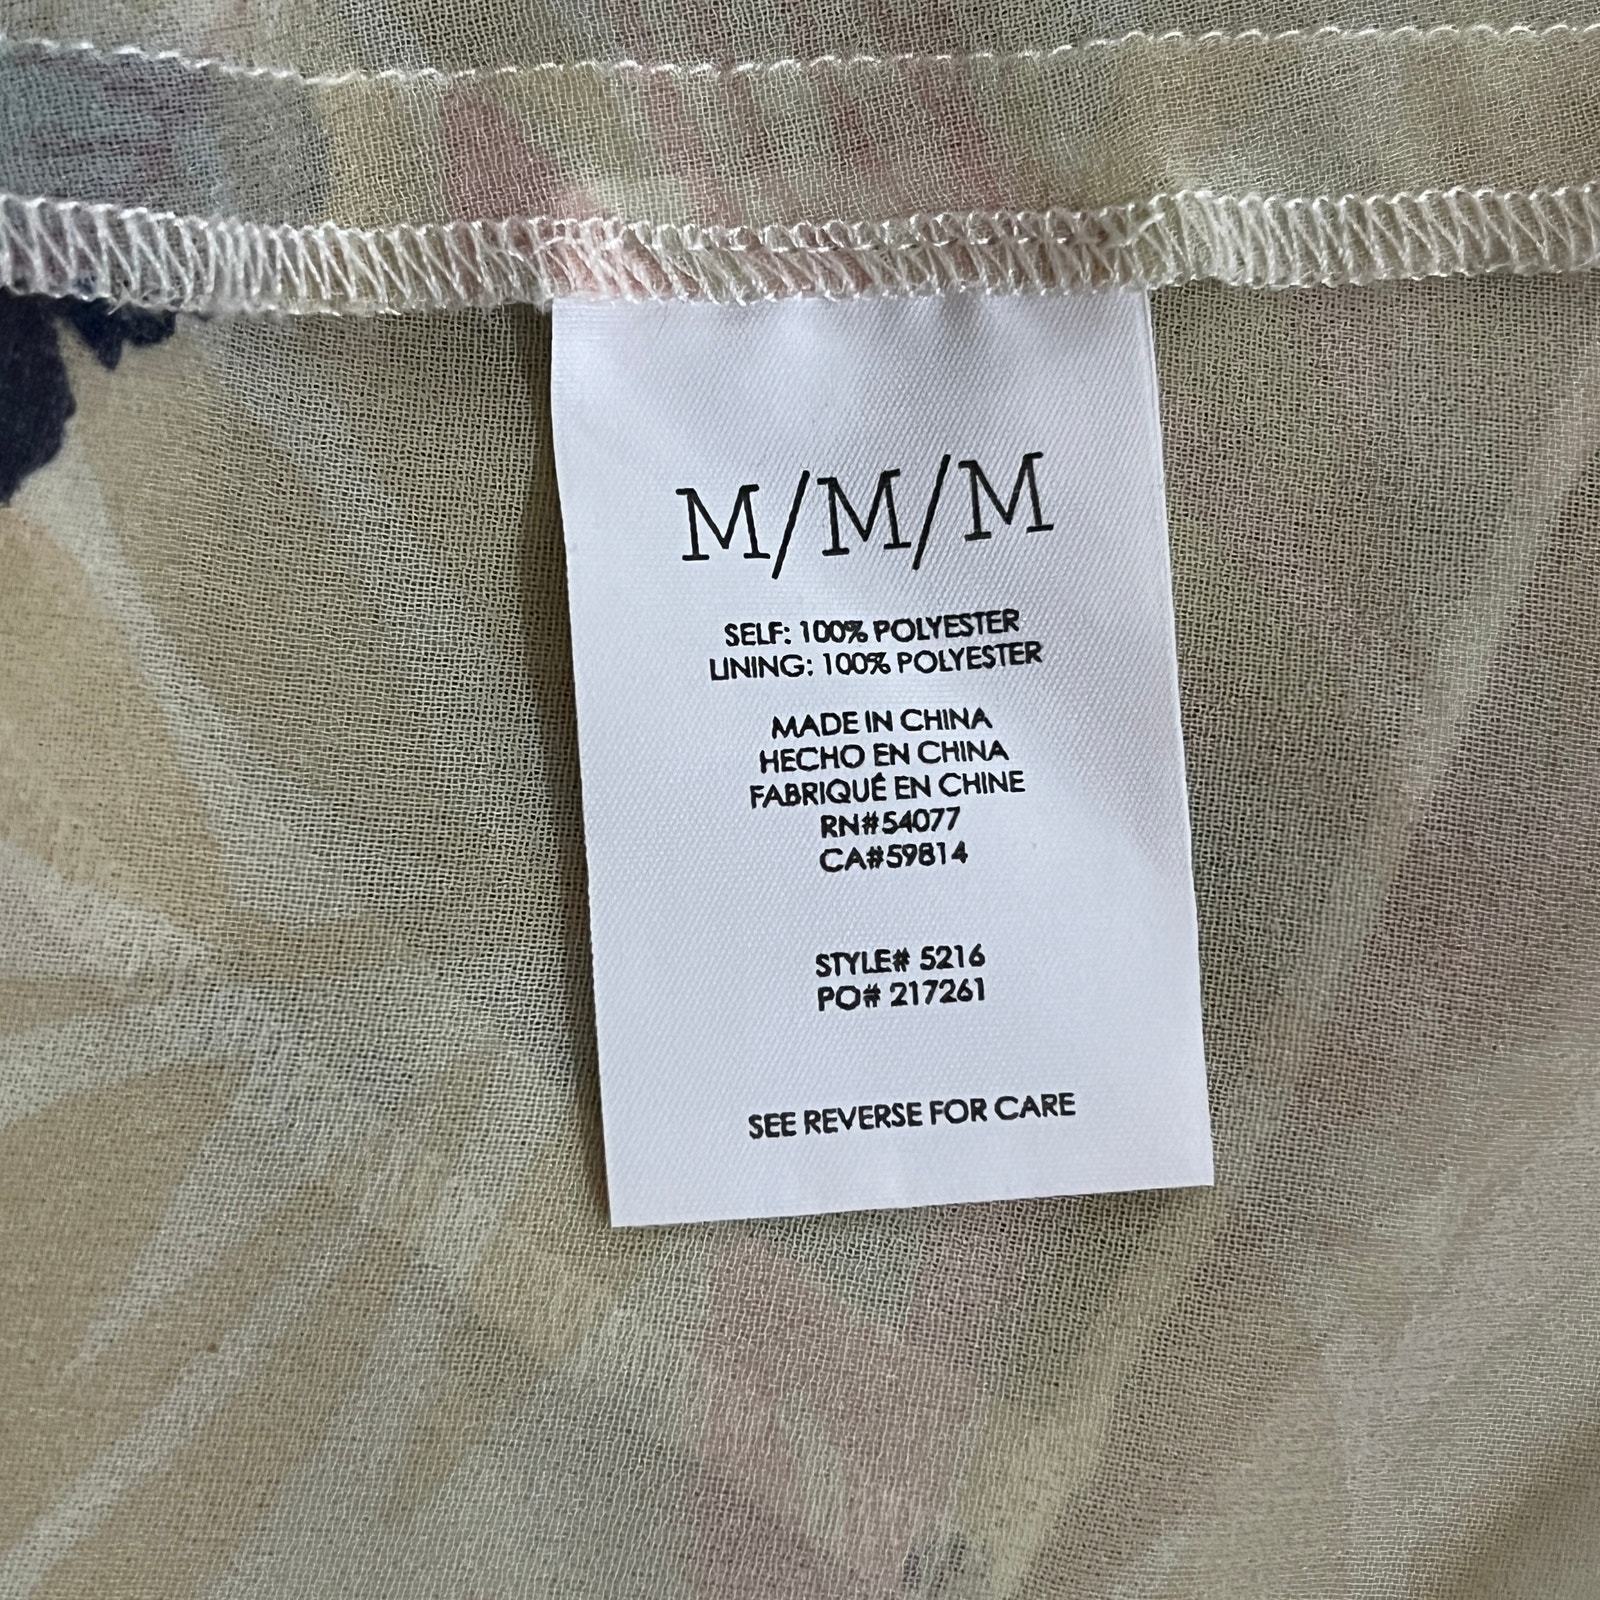 M/M/M
SELF: 100% POLYESTER
LINING: 100% POLYESTER
MADE IN CHINA
HECHO EN CHINA
FABRIQUÉ EN CHINE
RN#54077
CA#59814
STYLE# 5216
PO# 217261
SEE REVERSE FOR CARE